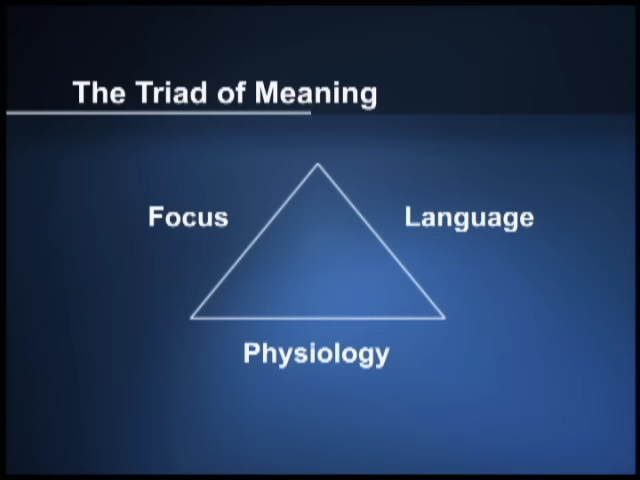 The Triad of Meaning
Focus
Language
Physiology